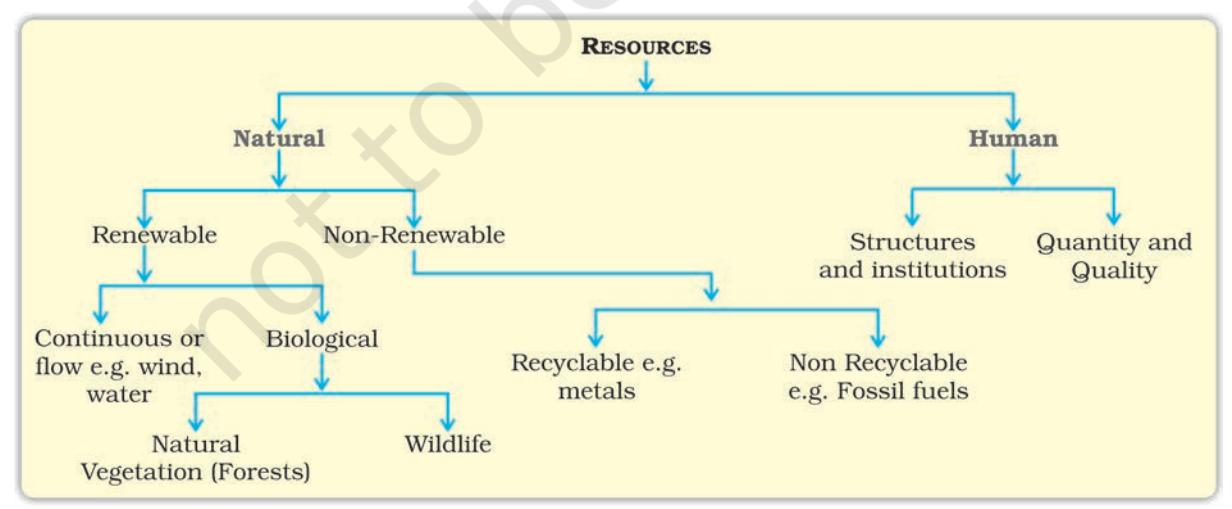 RESOURCES
Natural
Human
Renewable
Non-Renewable
Structures
and institutions
Quantity and
Quality
Continuous or
flow e.g. wind,
water
Biological
Recyclable e.g.
metals
Non Recyclable
e.g. Fossil fuels
Natural
Vegetation (Forests)
Wildlife
not to be